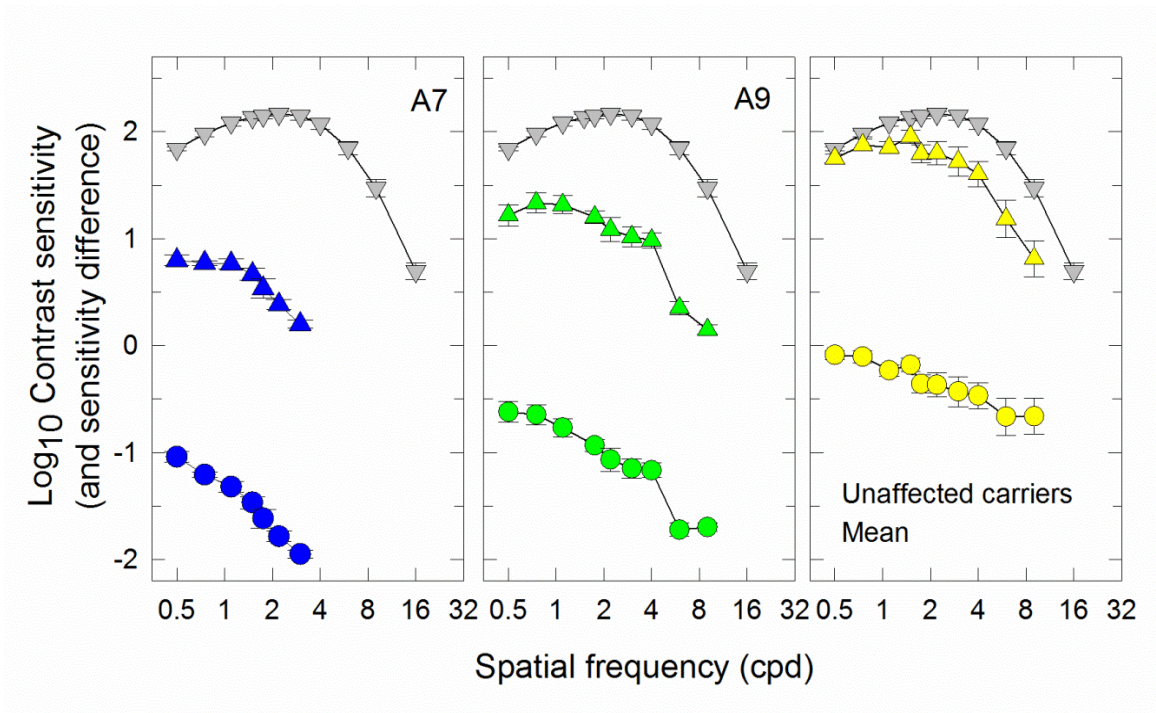 A7
A9
Log10 Contrast sensitivity
(and sensitivity difference)
2
1
0
-1
-2
Unaffected carriers
Mean
0.5 1 2 4 8 16 32
0.5 1 2 4 8 16 32
0.5 1 2 4 8 16 32
Spatial frequency (cpd)